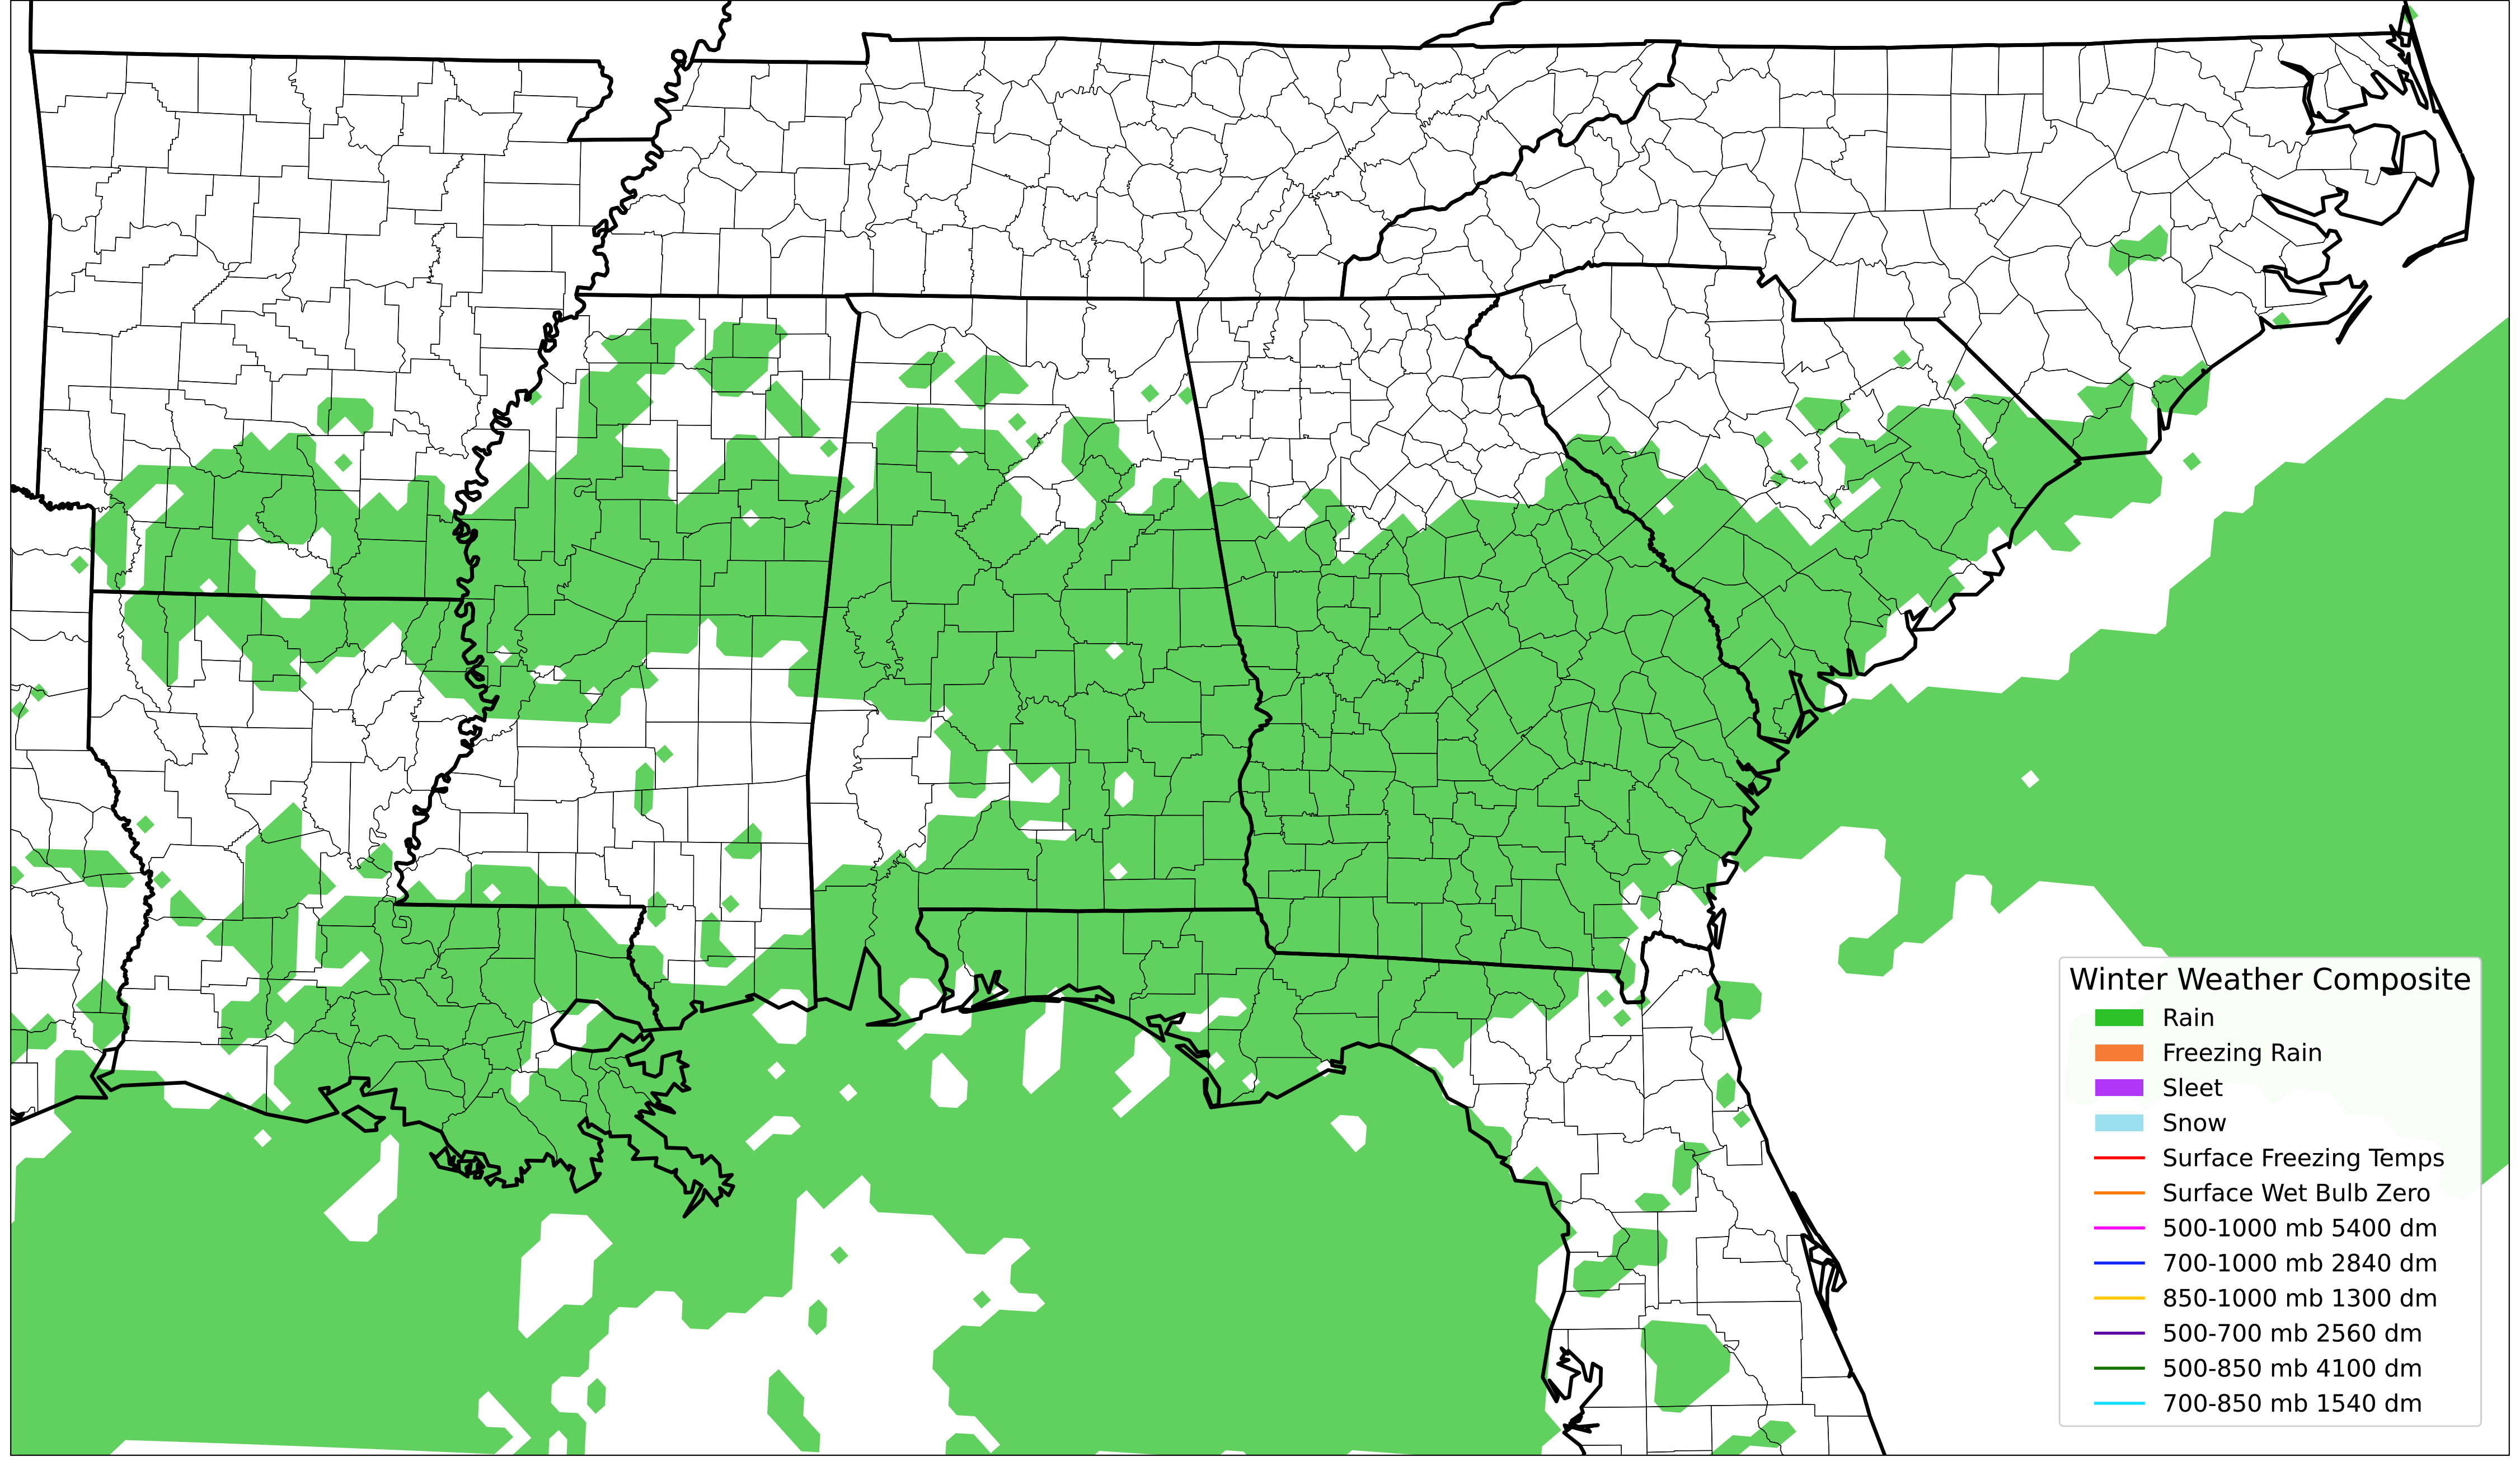 Winter Weather Composite
Rain
Freezing Rain
Sleet
Snow
Surface Freezing Temps
Surface Wet Bulb Zero
500-1000 mb 5400 dm
700-1000 mb 2840 dm
850-1000 mb 1300 dm
500-700 mb 2560 dm
500-850 mb 4100 dm
700-850 mb 1540 dm